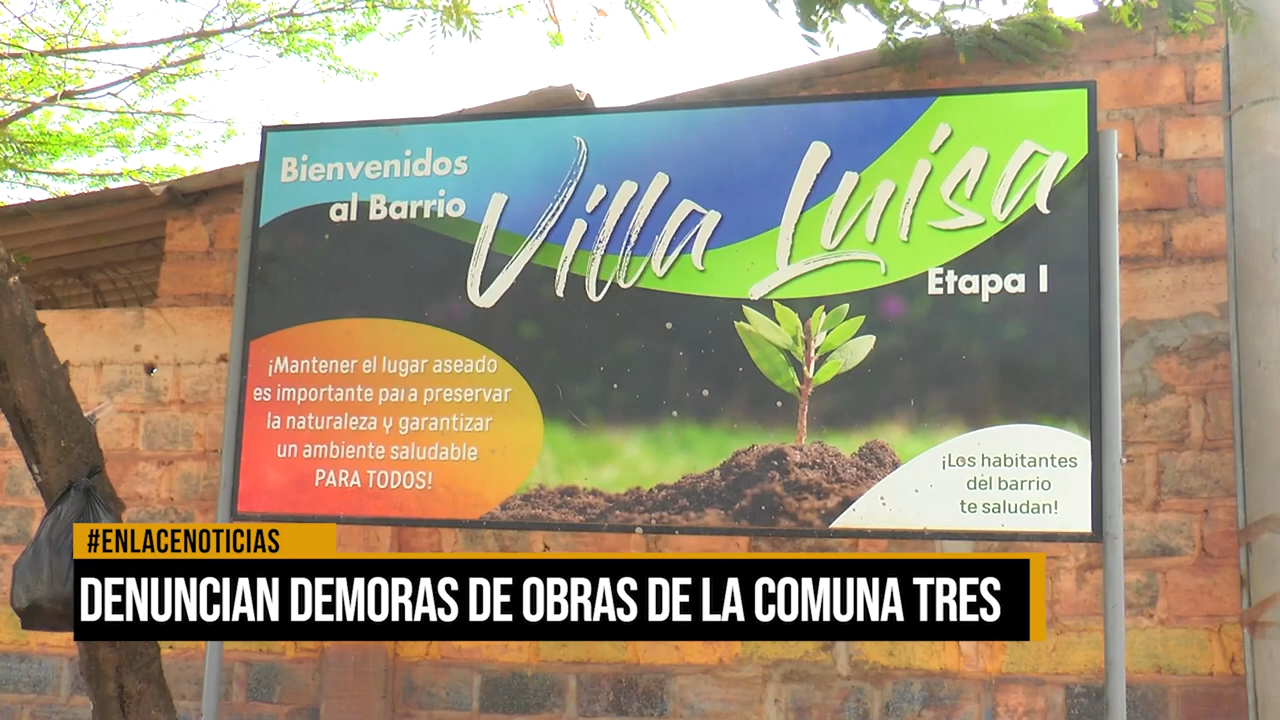 Bienvenidos
al Barrio
Villa Luisa
Etapa I
¡Mantener el lugar aseado
es importante para preservar
la naturaleza y garantizar
un ambiente saludable
PARA TODOS!
¡Los habitantes
del barrio
te saludan!
#ENLACENOTICIAS
DENUNCIAN DEMORAS DE OBRAS DE LA COMUNA TRES